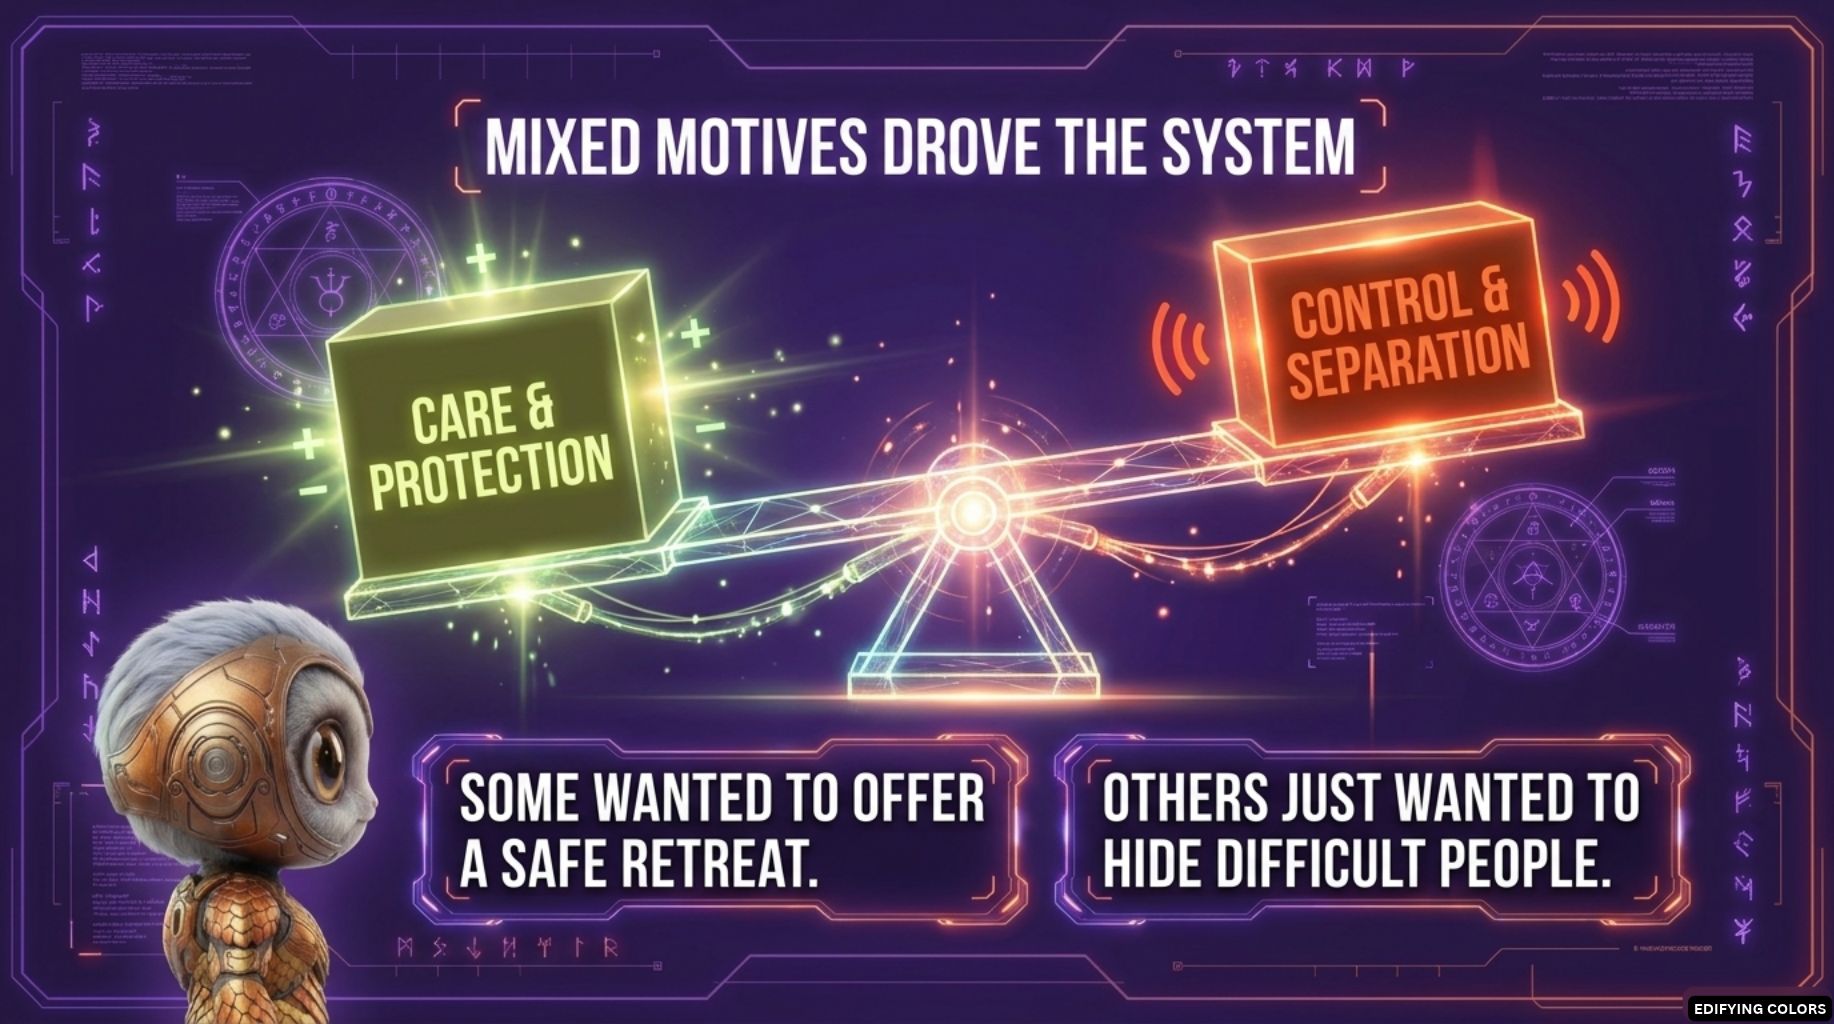 MIXED MOTIVES DROVE THE SYSTEM
CARE &
PROTECTION
CONTROL &
SEPARATION
SOME WANTED TO OFFER
A SAFE RETREAT.
OTHERS JUST WANTED TO
HIDE DIFFICULT PEOPLE.
EDIFYING COLORS